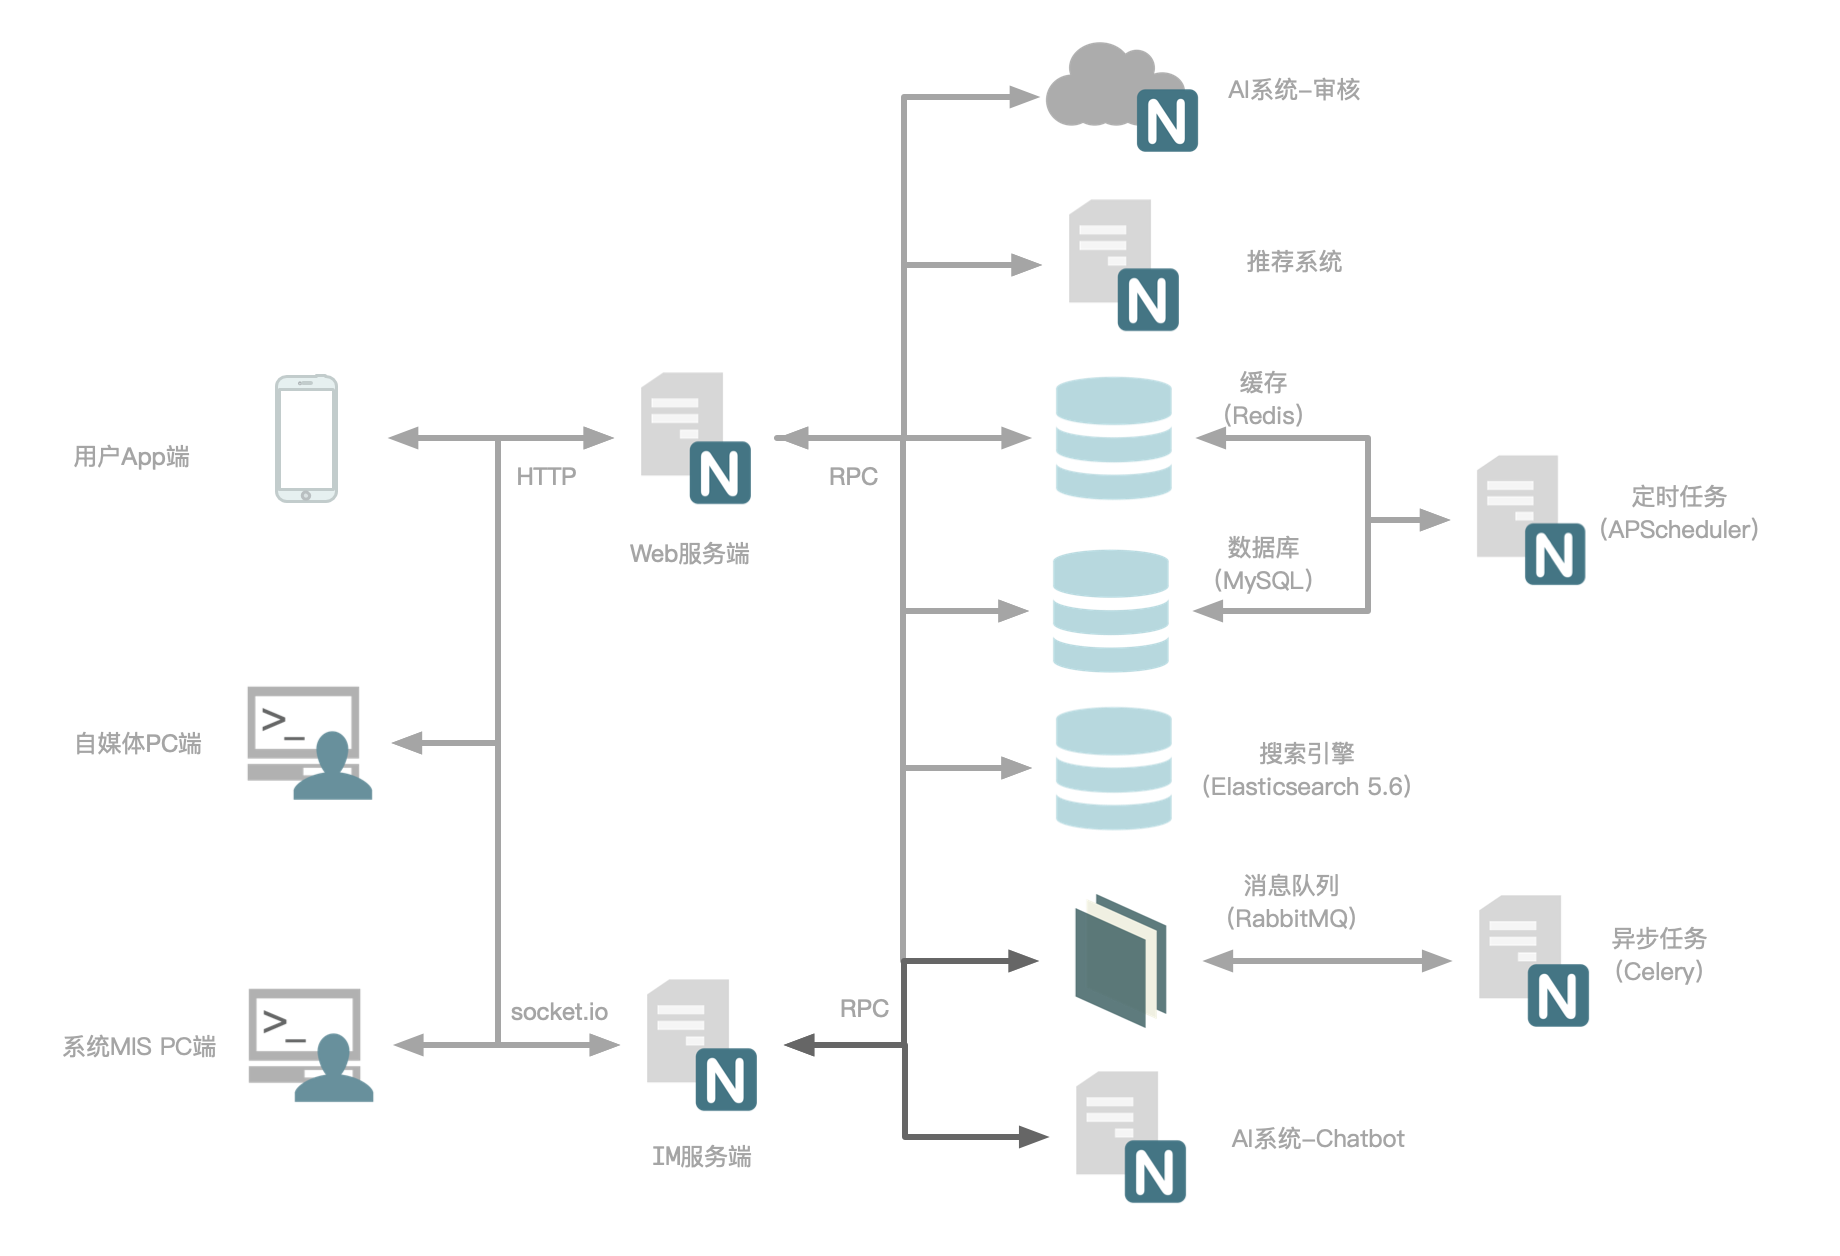 AI系统-审核
推荐系统
缓存
(Redis)
用户App端
HTTP
RPC
Web服务端
定时任务
(APScheduler)
数据库
(MySQL)
自媒体PC端
搜索引擎
(Elasticsearch 5.6)
消息队列
(RabbitMQ)
异步任务
(Celery)
系统MIS PC端
socket.io
RPC
IM服务端
AI系统-Chatbot
>_
>_
N
N
N
N
N
N
N